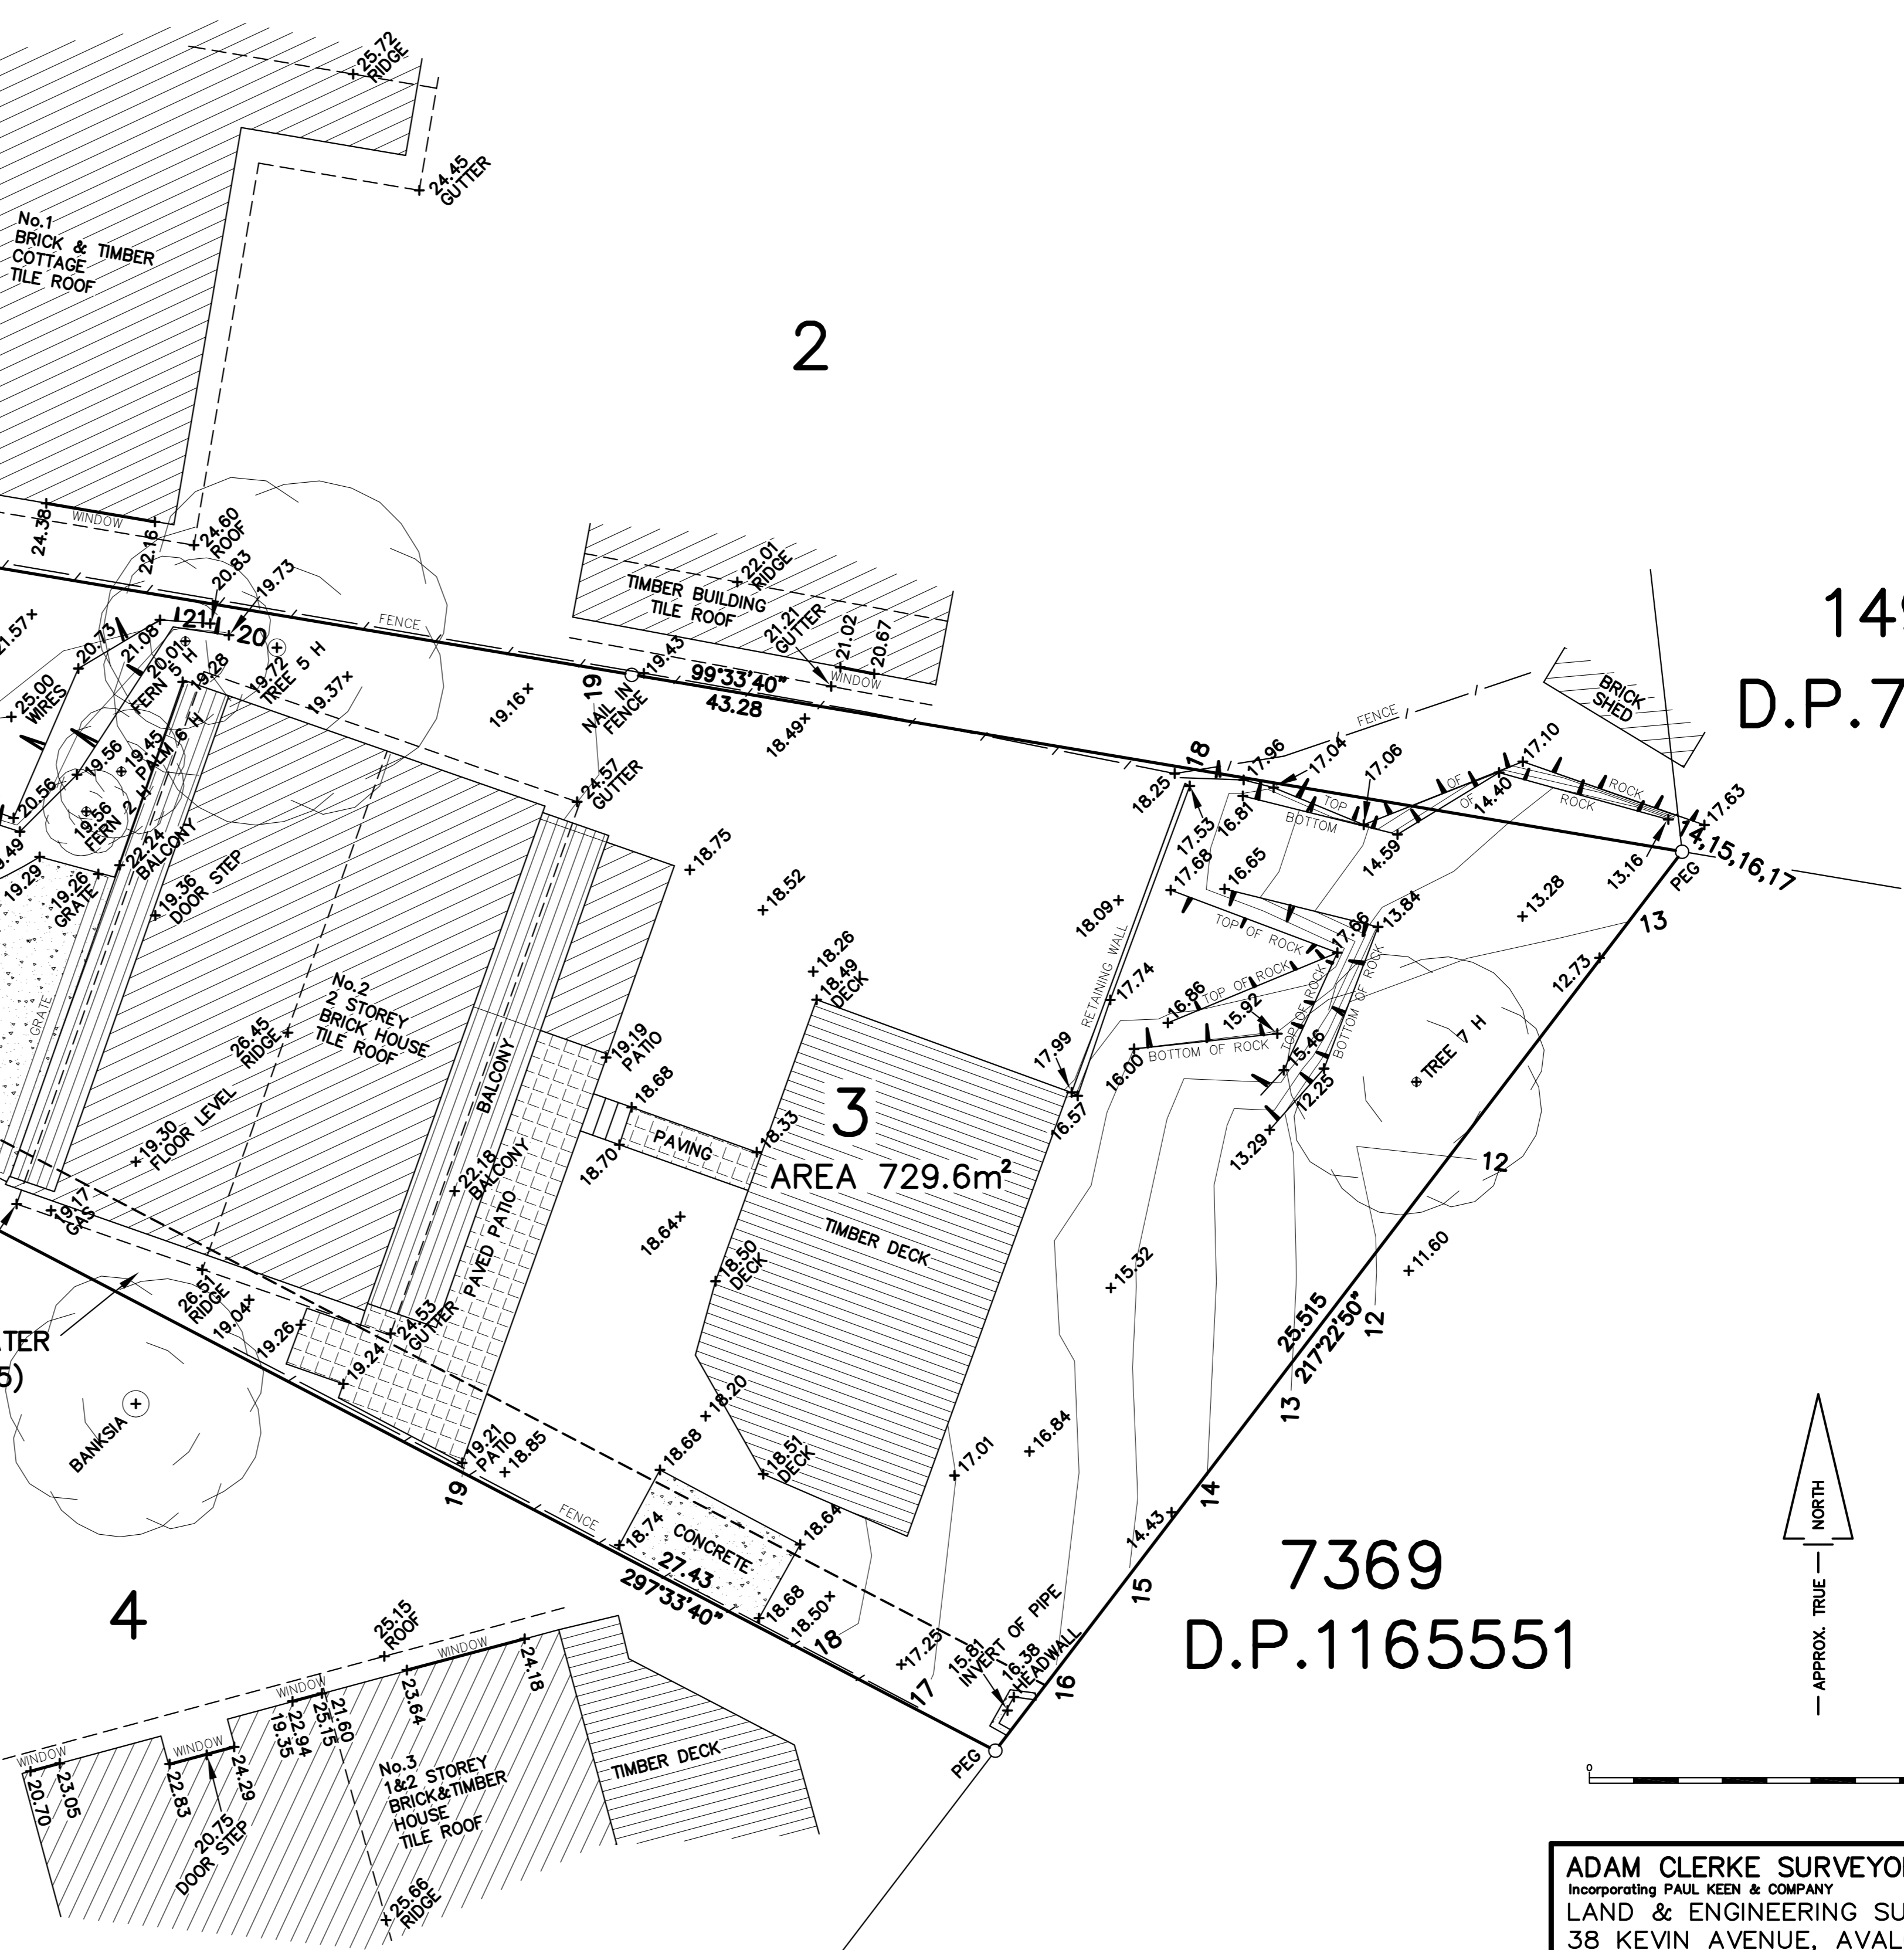 25.72
RIDGE
24.45
GUTTER
No.1
BRICK & TIMBER
COTTAGE
TILE ROOF
2
24.38
WINDOW
22.16
24.60
ROOF
20.83
19.73
FENCE
22.01
RIDGE
TIMBER BUILDING
TILE ROOF
21.21
GUTTER
21.02
20.67
WINDOW
20.73
21.08
21
20
20.01
FERN 5 H
19.28
19.72
TREE 5 H
19.37
19.16
19
NAIL IN
FENCE
19.43
99°33'40"
43.28
18.49
25.00
WIRES
19.56
19.45
PALM 6 H
20.56
19.56
FERN 2 H
22.24
BALCONY
19.29
19.26
GRATE
19.36
DOOR STEP
24.57
GUTTER
18.75
18.52
BRICK
SHED
D.P.7
FENCE
18
18.25
17.96
17.04
17.06
17.10
16.81
17.53
TOP
OF
ROCK
BOTTOM
OF
ROCK
14.40
14.59
17.63
13.16
14,15,16,17
PEG
17.68
16.65
13.84
13.28
13
12.73
18.09
TOP OF ROCK
17.66
RETAINING WALL
17.74
16.86
TOP OF ROCK
15.92
TOP OF ROCK
BOTTOM OF ROCK
16.00
BOTTOM OF ROCK
15.46
12.25
13.29
TREE 7 H
12
18.26
18.49
DECK
17.99
16.57
GRATE
No.2
2 STOREY
BRICK HOUSE
TILE ROOF
26.45
RIDGE
19.30
FLOOR LEVEL
BALCONY
22.18
BALCONY
PAVED PATIO
19.19
PATIO
18.68
PAVING
18.33
18.70
3
AREA 729.6m²
TIMBER DECK
18.64
18.50
DECK
15.32
11.60
25.515
217°22'50"
12
13
19.17
GAS
26.51
RIDGE
19.04
19.26
24.53
GUTTER
19.24
TER
5)
BANKSIA
19.21
PATIO
18.85
19
18.20
18.68
18.51
DECK
17.01
16.84
14
14.43
15
FENCE
18.74
CONCRETE
18.64
27.43
297°33'40"
18.68
18.50
18
17.25
17
15.81
INVERT OF PIPE
16.38
HEADWALL
16
PEG
7369
D.P.1165551
NORTH
APPROX. TRUE
0
4
25.15
ROOF
WINDOW
24.18
WINDOW
23.64
21.60
25.15
22.94
19.35
WINDOW
24.29
22.83
WINDOW
23.05
20.70
20.75
DOOR STEP
No.3
1&2 STOREY
BRICK&TIMBER
HOUSE
TILE ROOF
25.66
RIDGE
TIMBER DECK
ADAM CLERKE
Incorporating PAUL KEEN & COMPANY
LAND & ENGINEERING
38 KEVIN AVENUE,